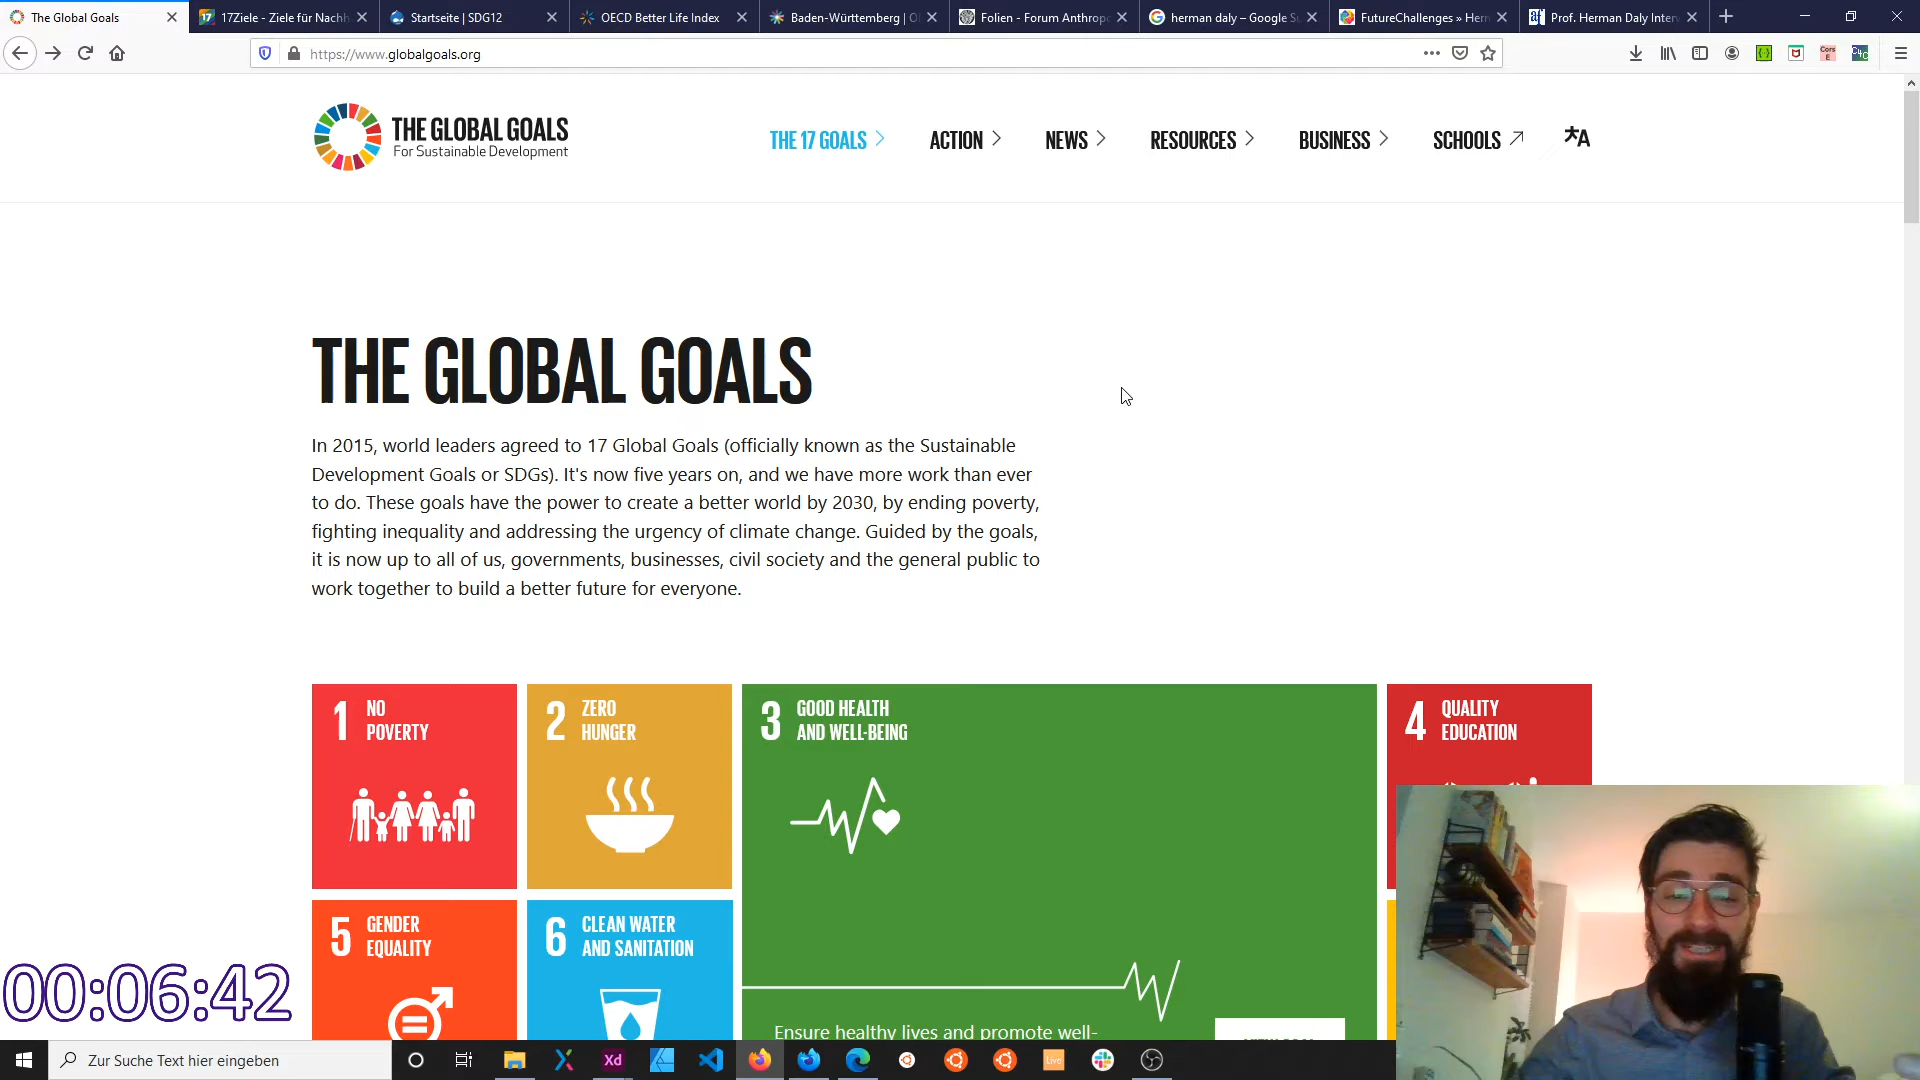 The Global Goals
17Ziele - Ziele für Nachh
Startseite | SDG12
OECD Better Life Index
Baden-Württemberg | O
Folien - Forum Anthropo
herman daly – Google Su
FutureChallenges » Herm
Prof. Herman Daly Interv
https://www.globalgoals.org
THE GLOBAL GOALS
For Sustainable Development
THE 17 GOALS
ACTION
NEWS
RESOURCES
BUSINESS
SCHOOLS
THE GLOBAL GOALS
In 2015, world leaders agreed to 17 Global Goals (officially known as the Sustainable
Development Goals or SDGs). It's now five years on, and we have more work than ever
to do. These goals have the power to create a better world by 2030, by ending poverty,
fighting inequality and addressing the urgency of climate change. Guided by the goals,
it is now up to all of us, governments, businesses, civil society and the general public to
work together to build a better future for everyone.
1 NO
POVERTY
2 ZERO
HUNGER
3 GOOD HEALTH
AND WELL-BEING
4 QUALITY
EDUCATION
5 GENDER
EQUALITY
6 CLEAN WATER
AND SANITATION
Ensure healthy lives and promote well-
00:06:42
Zur Suche Text hier eingeben
Xd
Live